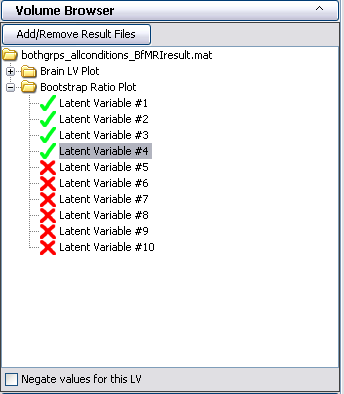 Volume Browser
Add/Remove Result Files
bothgrps_allconditions_BfMRIresult.mat
Brain LV Plot
Bootstrap Ratio Plot
Latent Variable #1
Latent Variable #2
Latent Variable #3
Latent Variable #4
Latent Variable #5
Latent Variable #6
Latent Variable #7
Latent Variable #8
Latent Variable #9
Latent Variable #10
Negate values for this LV